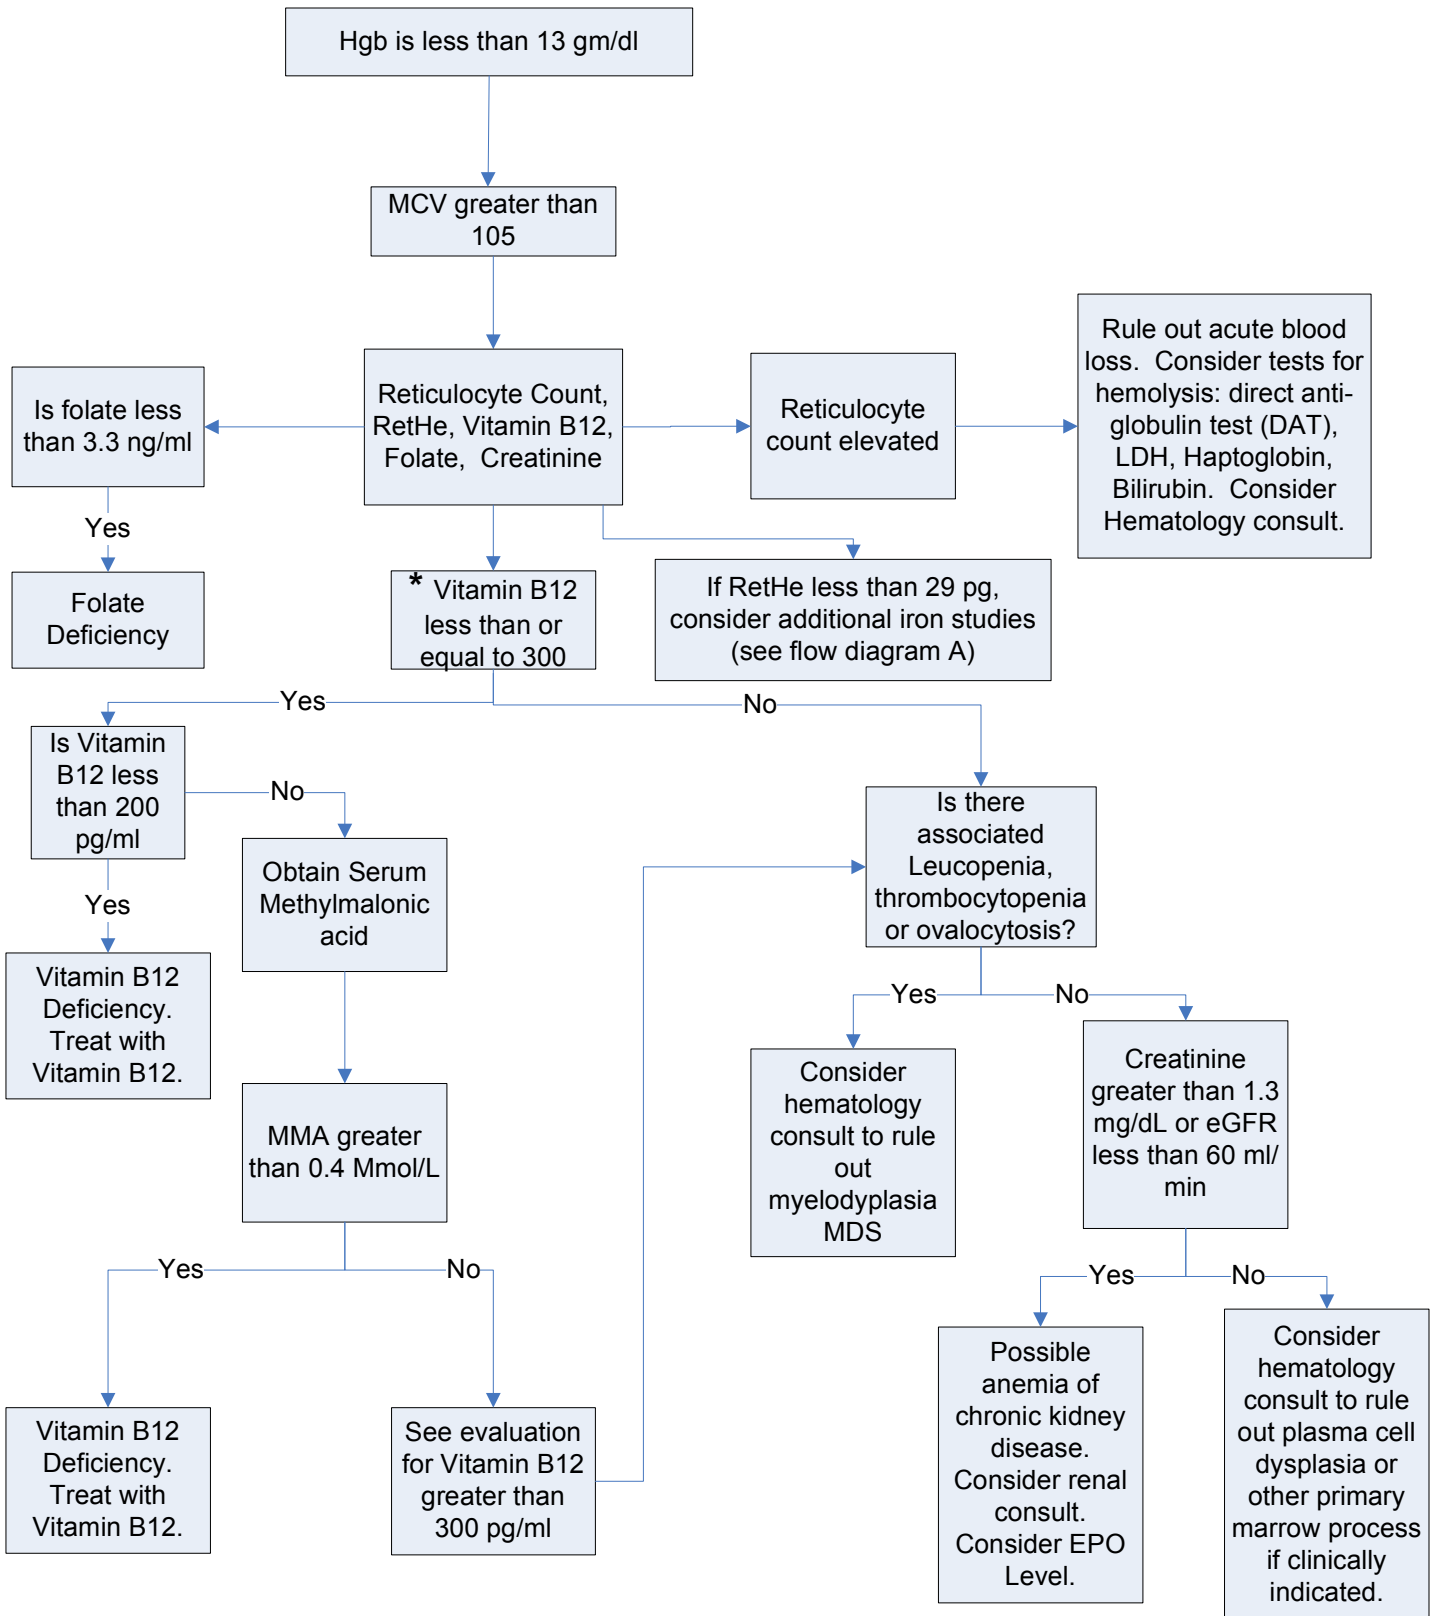 Hgb is less than 13 gm/dl
MCV greater than
105
Is folate less
than 3.3 ng/ml
Reticulocyte Count,
RetHe, Vitamin B12,
Folate, Creatinine
Reticulocyte
count elevated
Rule out acute blood
loss. Consider tests for
hemolysis: direct anti-
globulin test (DAT),
LDH, Haptoglobin,
Bilirubin. Consider
Hematology consult.
Yes
Folate
Deficiency
* Vitamin B12
less than or
equal to 300
If RetHe less than 29 pg,
consider additional iron studies
(see flow diagram A)
Yes
No
Is Vitamin
B12 less
than 200
pg/ml
No
Yes
Obtain Serum
Methylmalonic
acid
Is there
associated
Leucopenia,
thrombocytopenia
or ovalocytosis?
Vitamin B12
Deficiency.
Treat with
Vitamin B12.
Yes
No
MMA greater
than 0.4 Mmol/L
Consider
hematology
consult to rule
out
myelodyplasia
MDS
Creatinine
greater than 1.3
mg/dL or eGFR
less than 60 ml/
min
Yes
No
Yes
No
Vitamin B12
Deficiency.
Treat with
Vitamin B12.
See evaluation
for Vitamin B12
greater than
300 pg/ml
Possible
anemia of
chronic kidney
disease.
Consider renal
consult.
Consider EPO
Level.
Consider
hematology
consult to rule
out plasma cell
dysplasia or
other primary
marrow process
if clinically
indicated.